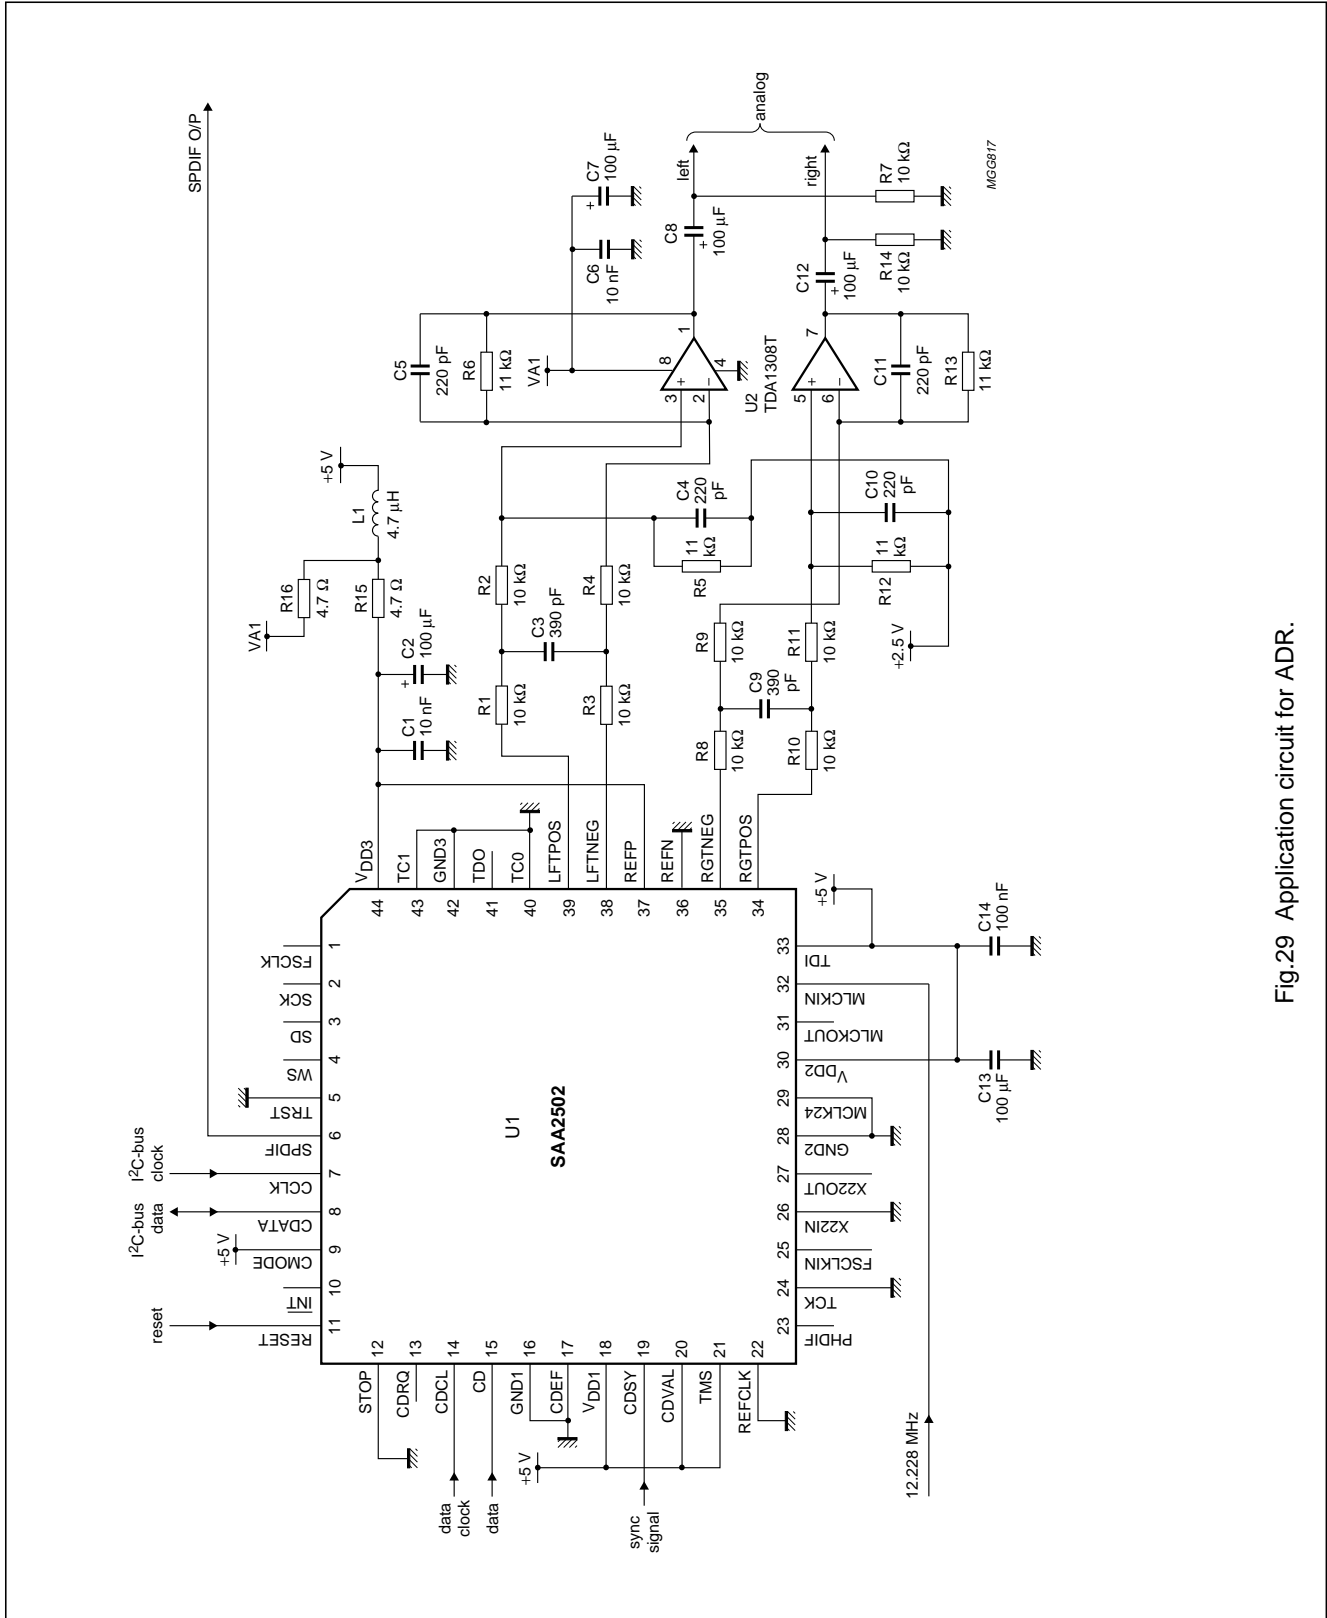 SPDIF O/P
I²C-bus
clock
I²C-bus
data
+5 V
reset
1
FSCLK
2
SCK
3
SD
4
WS
5
TRST
6
SPDIF
7
CCLK
8
CDATA
9
CMODE
10
INT
11
RESET
12
STOP
13
CDRQ
14
CDCL
15
CD
16
GND1
17
CDEF
18
VDD1
19
CDSY
20
CDVAL
21
TMS
22
REFCLK
data
clock
data
+5 V
sync
signal
U1
SAA2502
44
VDD3
43
TC1
42
GND3
41
TDO
40
TC0
39
LFTPOS
38
LFTNEG
37
REFP
36
REFN
35
RGTNEG
34
RGTPOS
33
TDI
32
MLCKIN
31
MLCKOUT
30
VDD2
29
MCLK24
28
GND2
27
X22OUT
26
X22IN
25
FSCLKIN
24
TCK
23
PHDIF
12.228 MHz
+5 V
C14
100 nF
C13
100 µF
C1
10 nF
+
C2
100 µF
VA1
R16
4.7 Ω
R15
4.7 Ω
L1
4.7 µH
+5 V
R1
10 kΩ
R2
10 kΩ
C3
390 pF
R3
10 kΩ
R4
10 kΩ
R5
11
kΩ
C4
220
pF
R8
10 kΩ
R9
10 kΩ
C9
390
pF
R10
10 kΩ
R11
10 kΩ
R12
11
kΩ
C10
220
pF
+2.5 V
C5
220 pF
R6
11 kΩ
VA1
C6
10 nF
+
C7
100 µF
3
+
2
−
8
4
1
U2
TDA1308T
5
+
6
−
7
C11
220 pF
R13
11 kΩ
C8
+
100 µF
C12
+
100 µF
left
right
analog
R14
10 kΩ
R7
10 kΩ
MGG817
Fig.29 Application circuit for ADR.